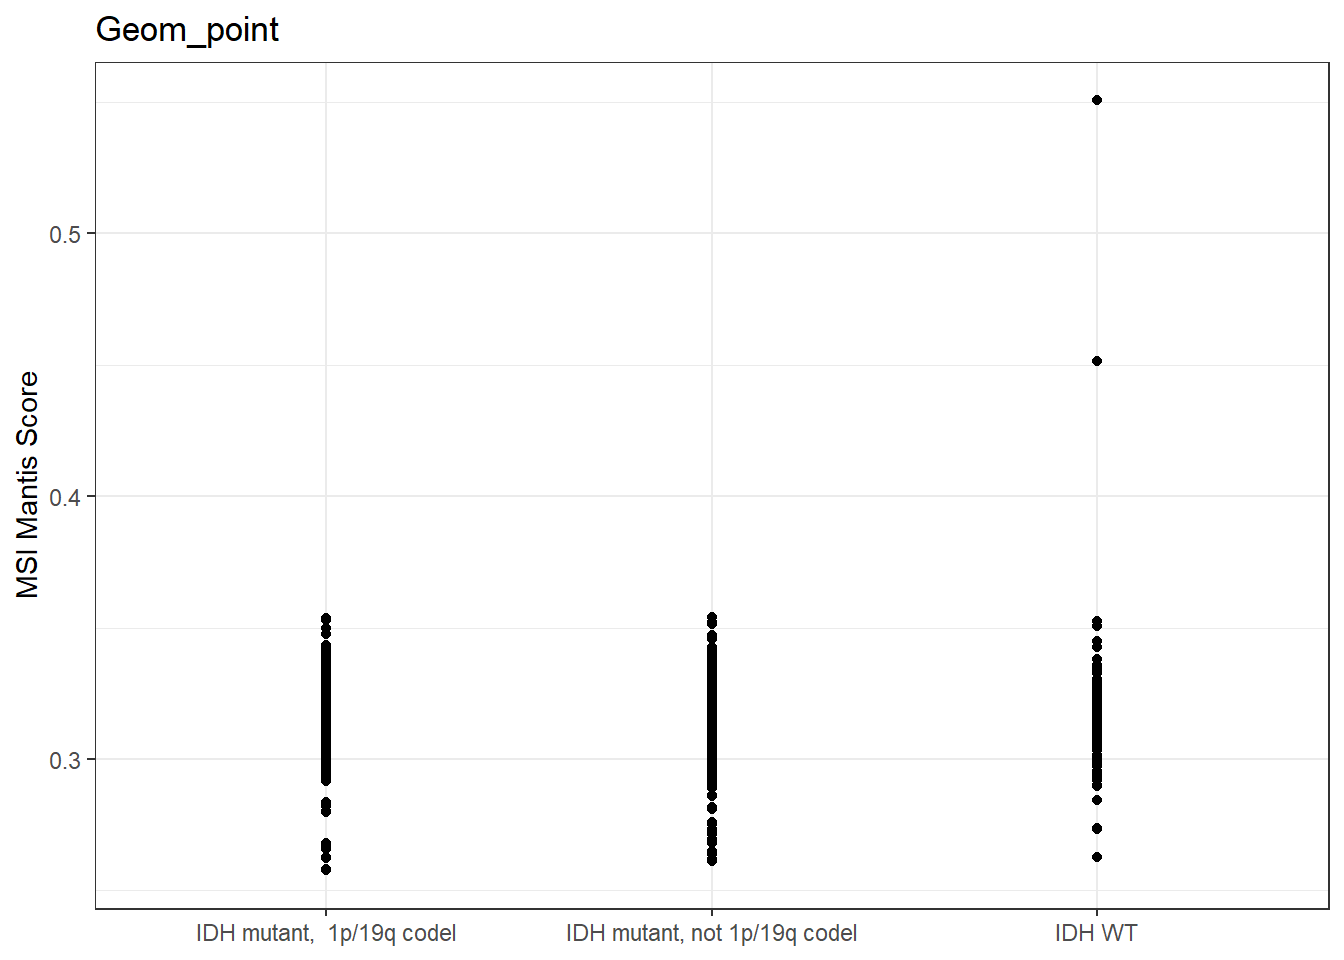 Geom_point
0.5
0.4
0.3
MSI Mantis Score
IDH mutant,  1p/19q codel
IDH mutant, not 1p/19q codel
IDH WT